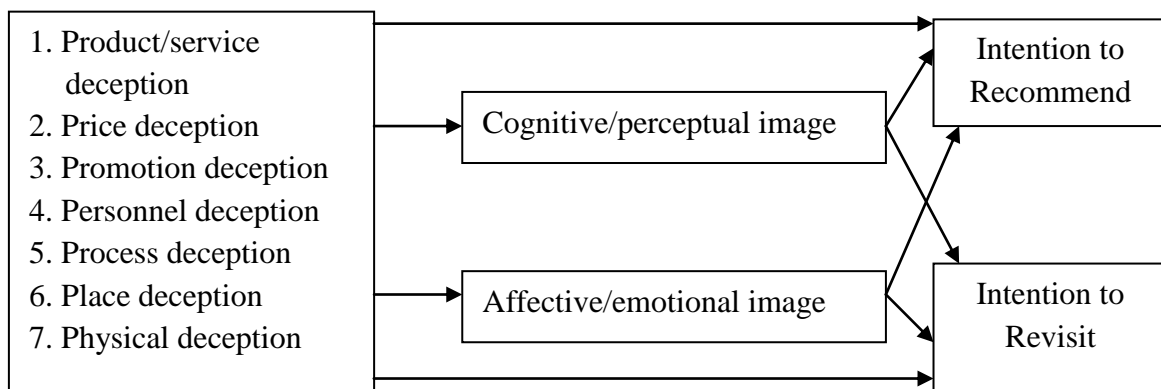 1. Product/service
deception
2. Price deception
3. Promotion deception
4. Personnel deception
5. Process deception
6. Place deception
7. Physical deception
Cognitive/perceptual image
Affective/emotional image
Intention to
Recommend
Intention to
Revisit